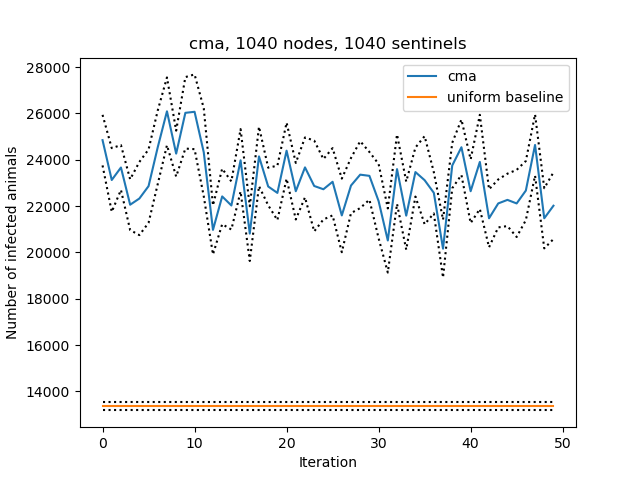 cma, 1040 nodes, 1040 sentinels
28000
26000
24000
22000
20000
18000
16000
14000
Number of infected animals
cma
uniform baseline
0
10
20
30
40
50
Iteration